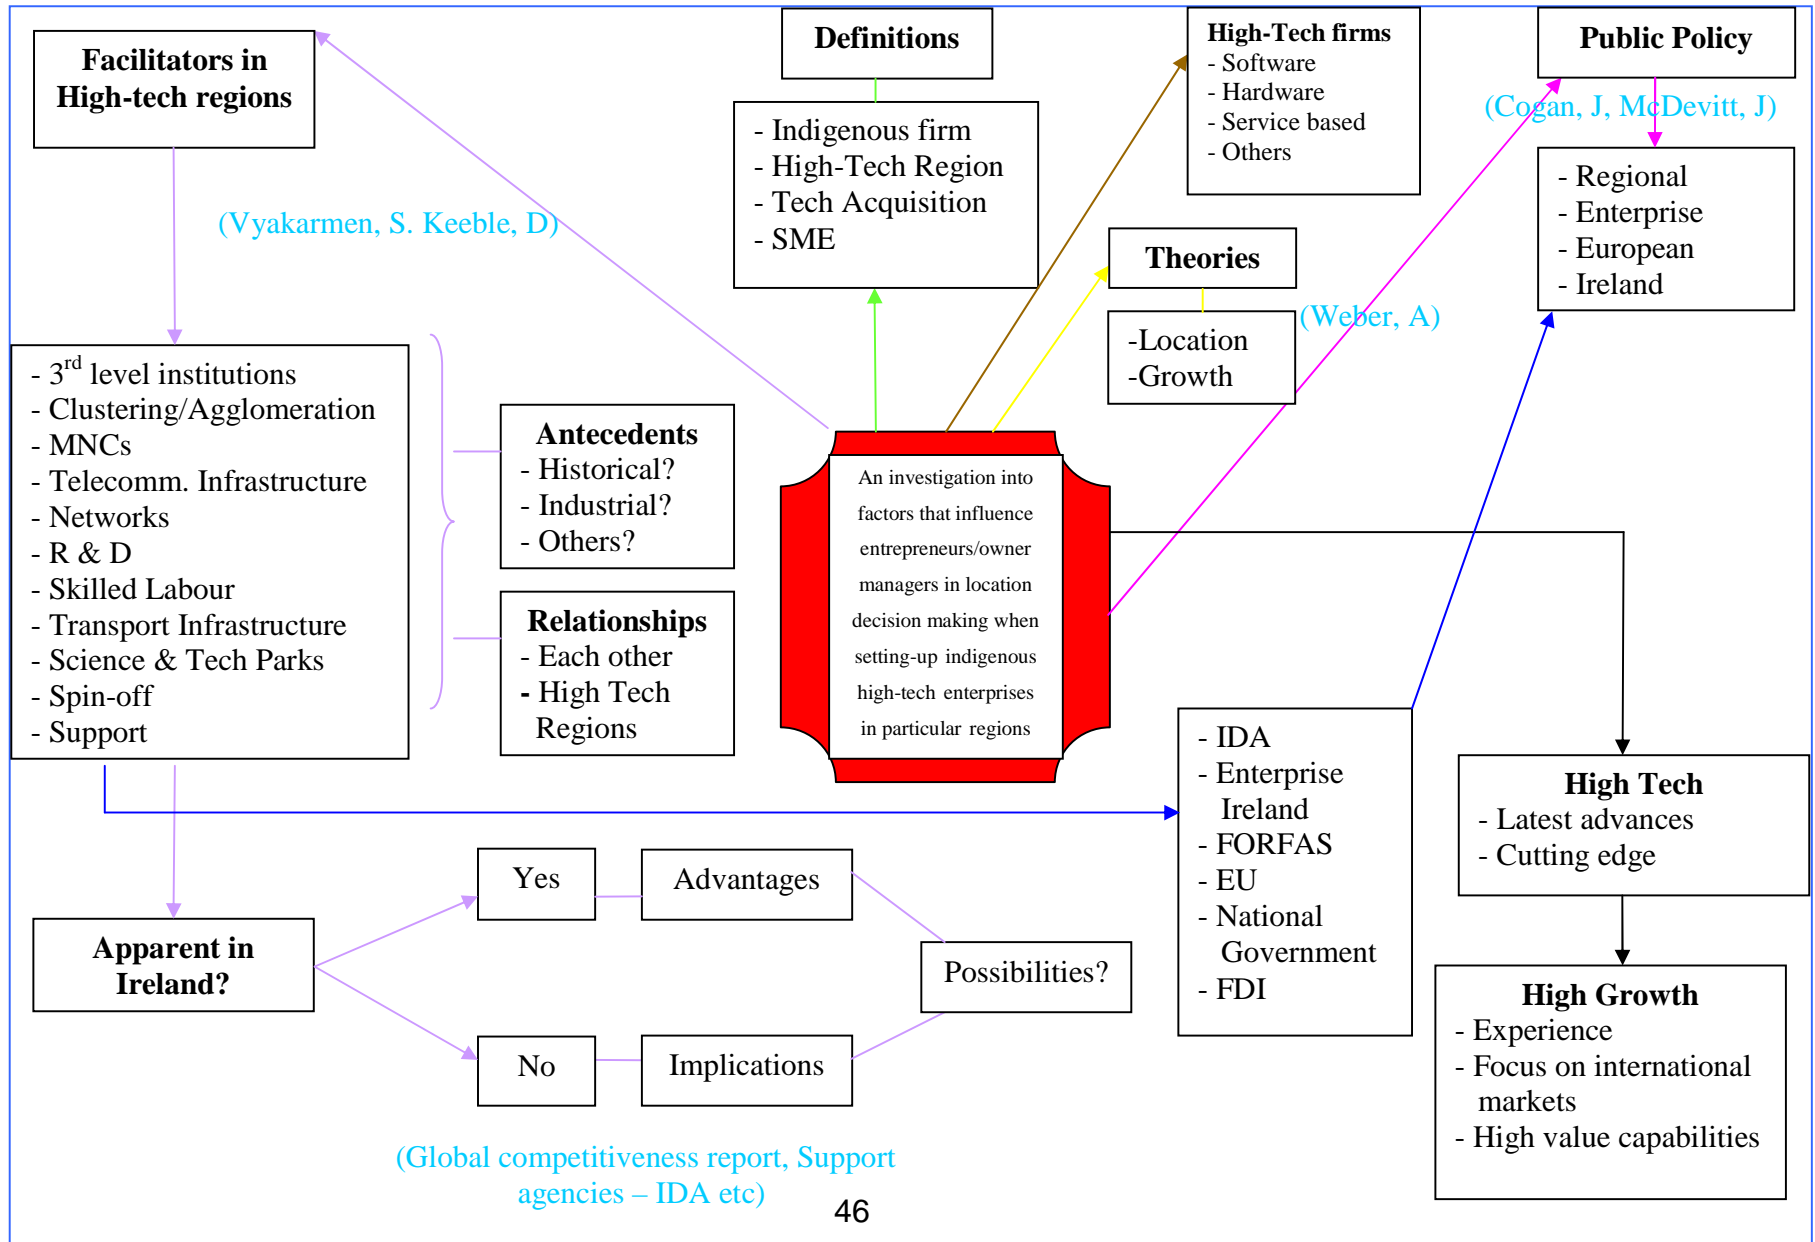 Facilitators in
High-tech regions
Definitions
- Indigenous firm
- High-Tech Region
- Tech Acquisition
- SME
High-Tech firms
- Software
- Hardware
- Service based
- Others
Public Policy
(Cogan, J, McDevitt, J)
- Regional
- Enterprise
- European
- Ireland
(Vyakarmen, S. Keeble, D)
Theories
(Weber, A)
-Location
-Growth
- 3rd level institutions
- Clustering/Agglomeration
- MNCs
- Telecomm. Infrastructure
- Networks
- R & D
- Skilled Labour
- Transport Infrastructure
- Science & Tech Parks
- Spin-off
- Support
Antecedents
- Historical?
- Industrial?
- Others?
Relationships
- Each other
- High Tech
Regions
An investigation into
factors that influence
entrepreneurs/owner
managers in location
decision making when
setting-up indigenous
high-tech enterprises
in particular regions
- IDA
- Enterprise
Ireland
- FORFAS
- EU
- National
Government
- FDI
High Tech
- Latest advances
- Cutting edge
High Growth
- Experience
- Focus on international
markets
- High value capabilities
Apparent in
Ireland?
Yes
Advantages
Possibilities?
No
Implications
(Global competitiveness report, Support
agencies – IDA etc)
46